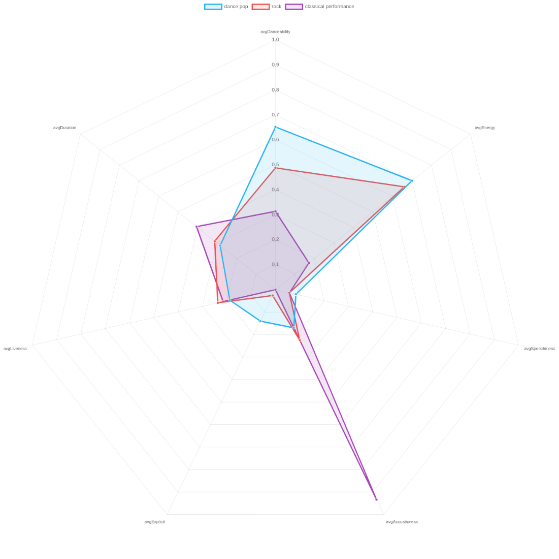 dance pop rock classical performance
avgDanceability
1,0
0,9
0,8
0,7
0,6
0,5
0,4
0,3
0,2
0,1
avgEnergy
avgSpeechiness
avgAcousticness
avgExplicit
avgLiveness
avgDuration